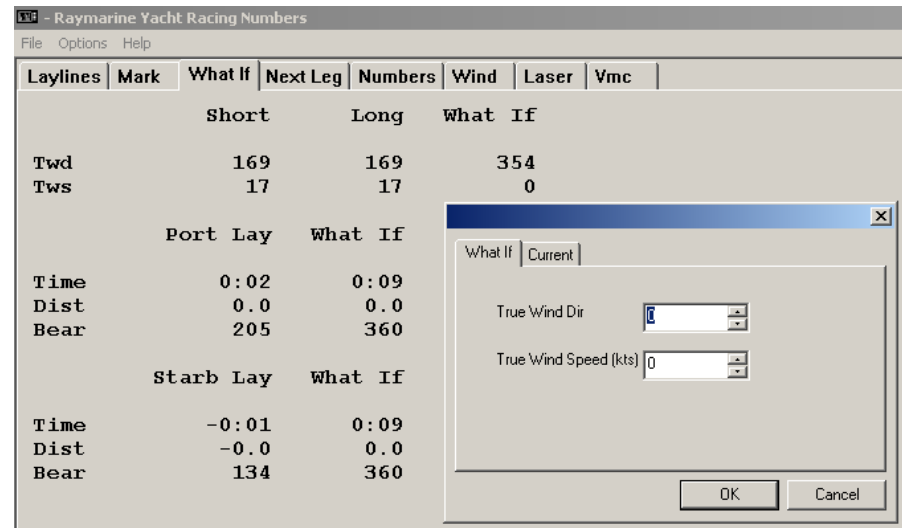 - Raymarine Yacht Racing Numbers
File Options Help
Laylines Mark What If Next Leg Numbers Wind Laser Vmc
Short Long What If
Twd 169 169 354
Tws 17 17 0
Port Lay What If
Time 0:02 0:09
Dist 0.0 0.0
Bear 205 360
Starb Lay What If
Time -0:01 0:09
Dist -0.0 0.0
Bear 134 360
What If Current
True Wind Dir 0
True Wind Speed (kts) 0
OK Cancel